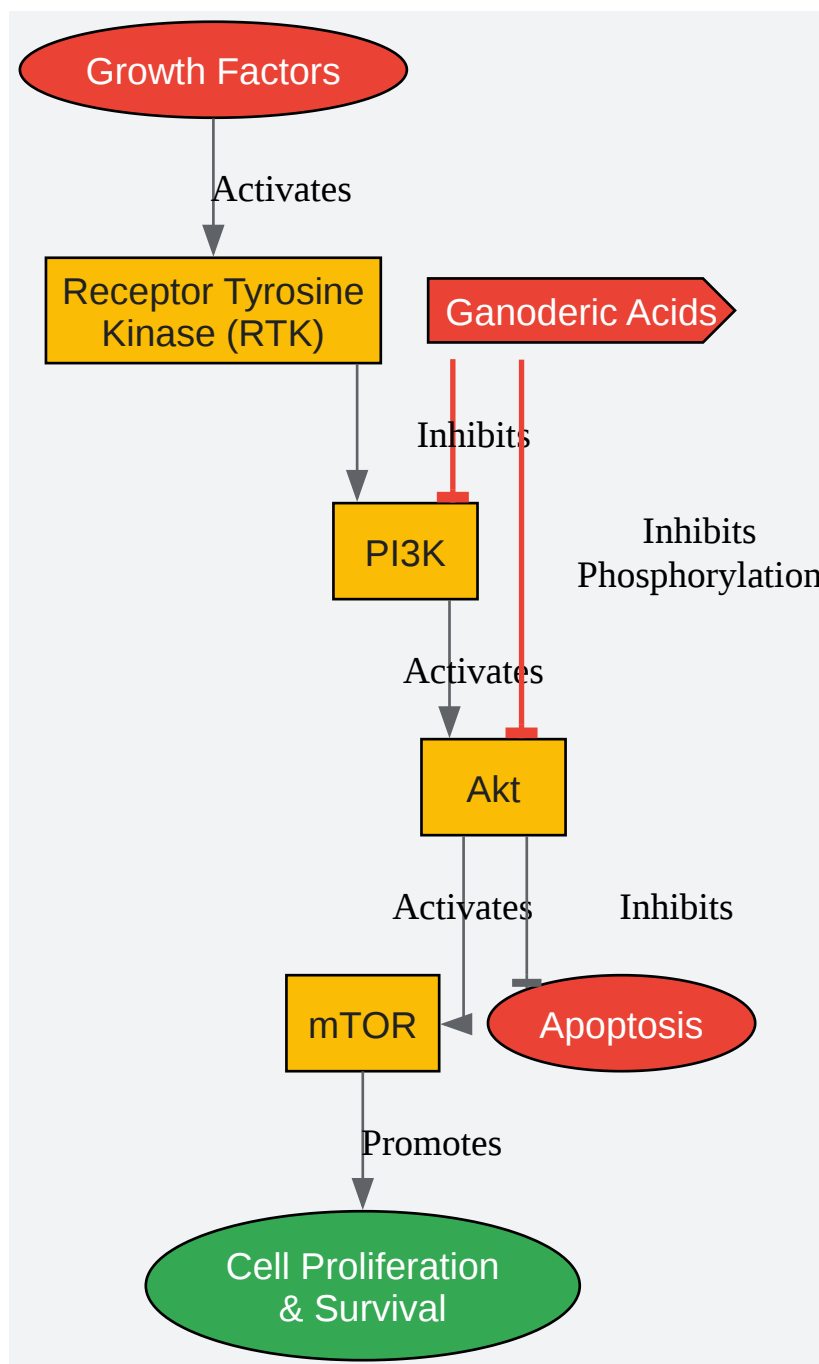 Growth Factors
Activates
Receptor Tyrosine
Kinase (RTK)
Ganoderic Acids
Inhibits
Inhibits
Phosphorylation
PI3K
Activates
Akt
Activates
Inhibits
mTOR
Apoptosis
Promotes
Cell Proliferation
& Survival